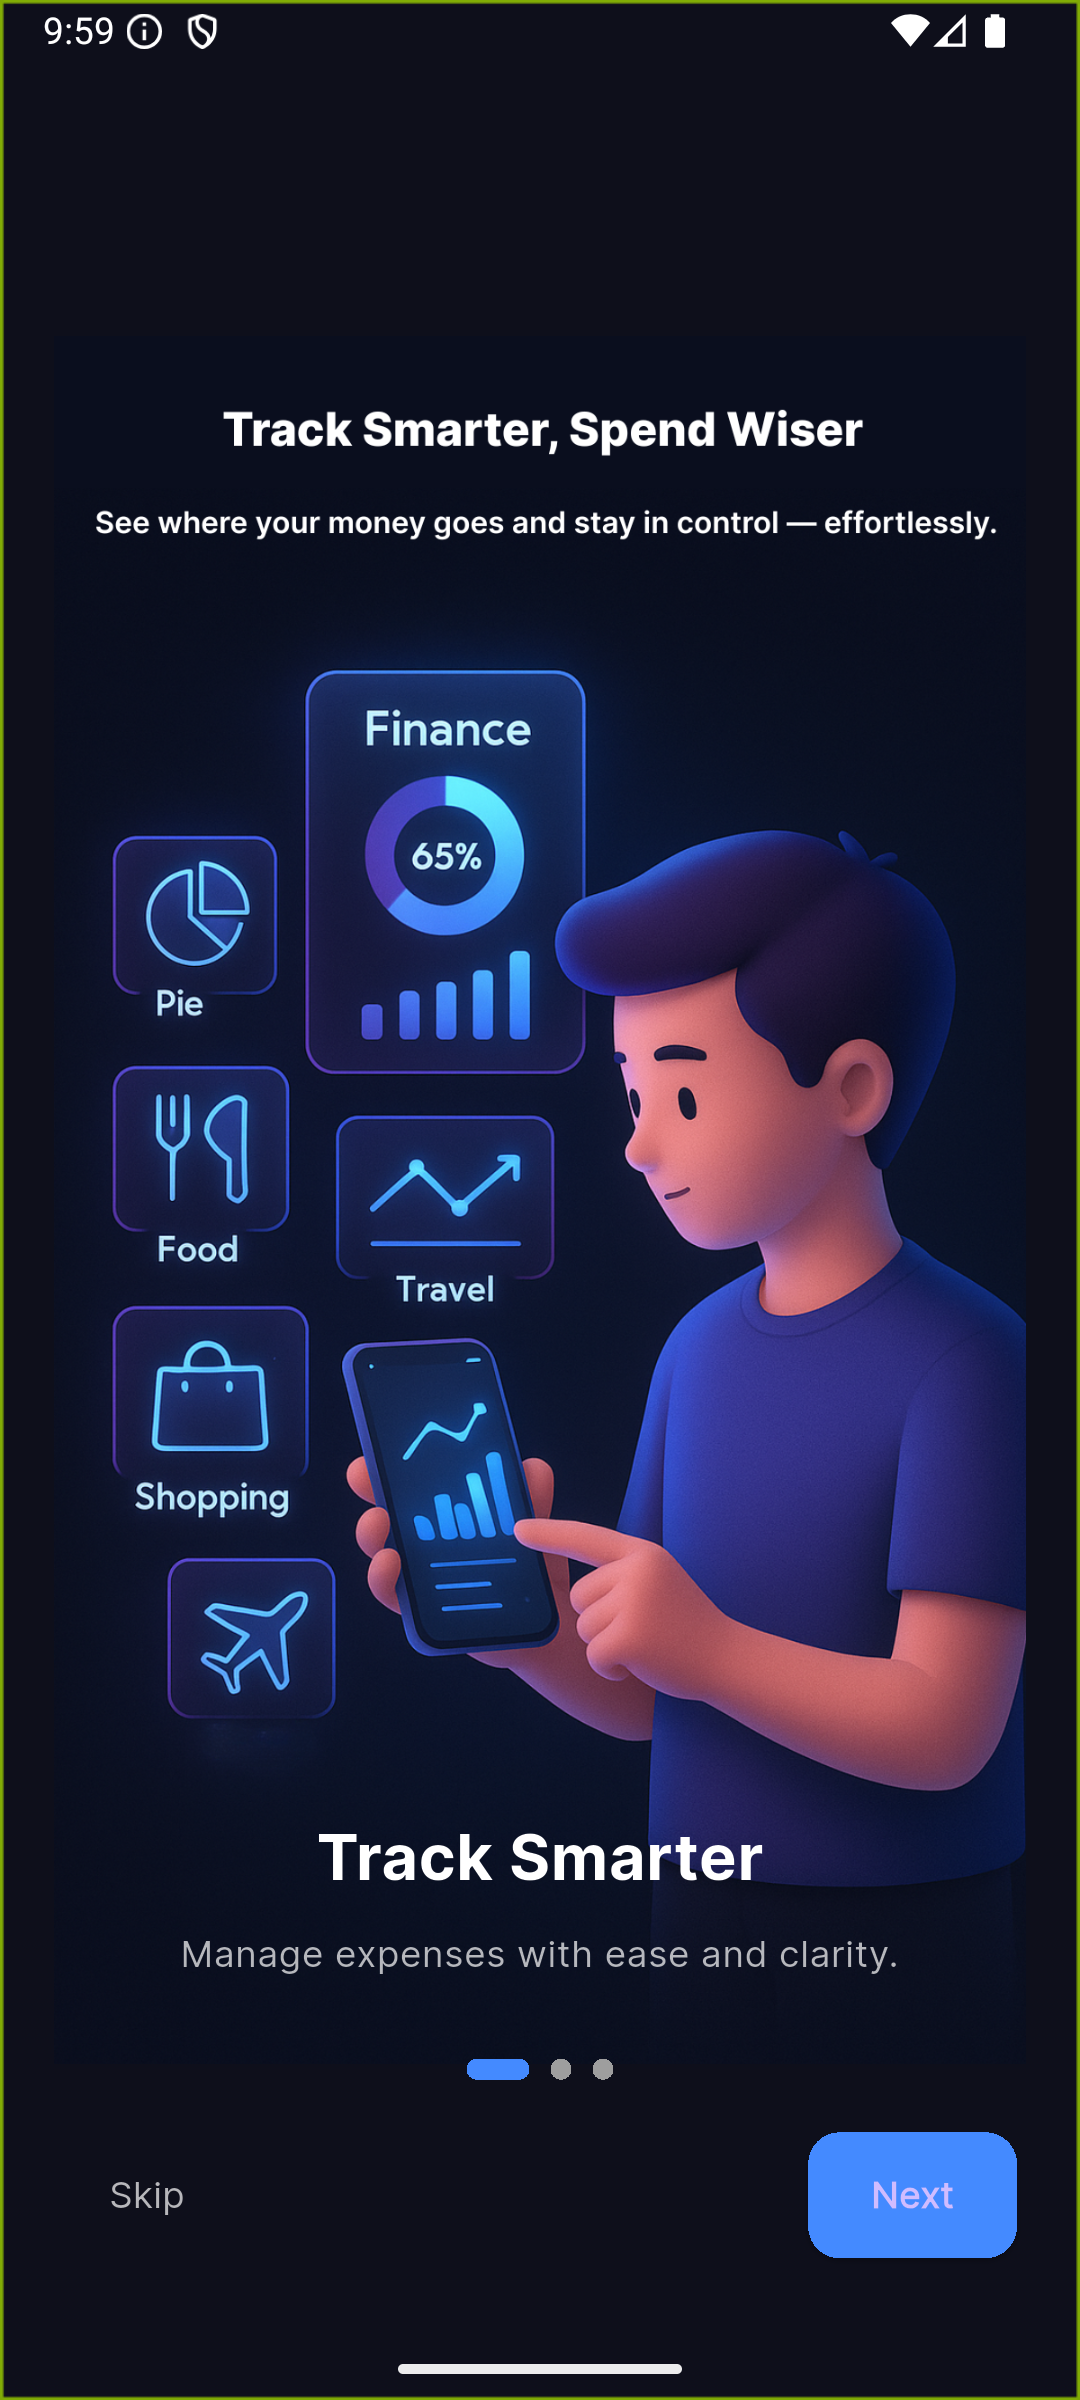 9:59
Track Smarter, Spend Wiser
See where your money goes and stay in control — effortlessly.
Finance
65%
Pie
Food
Travel
Shopping
Track Smarter
Manage expenses with ease and clarity.
Skip
Next